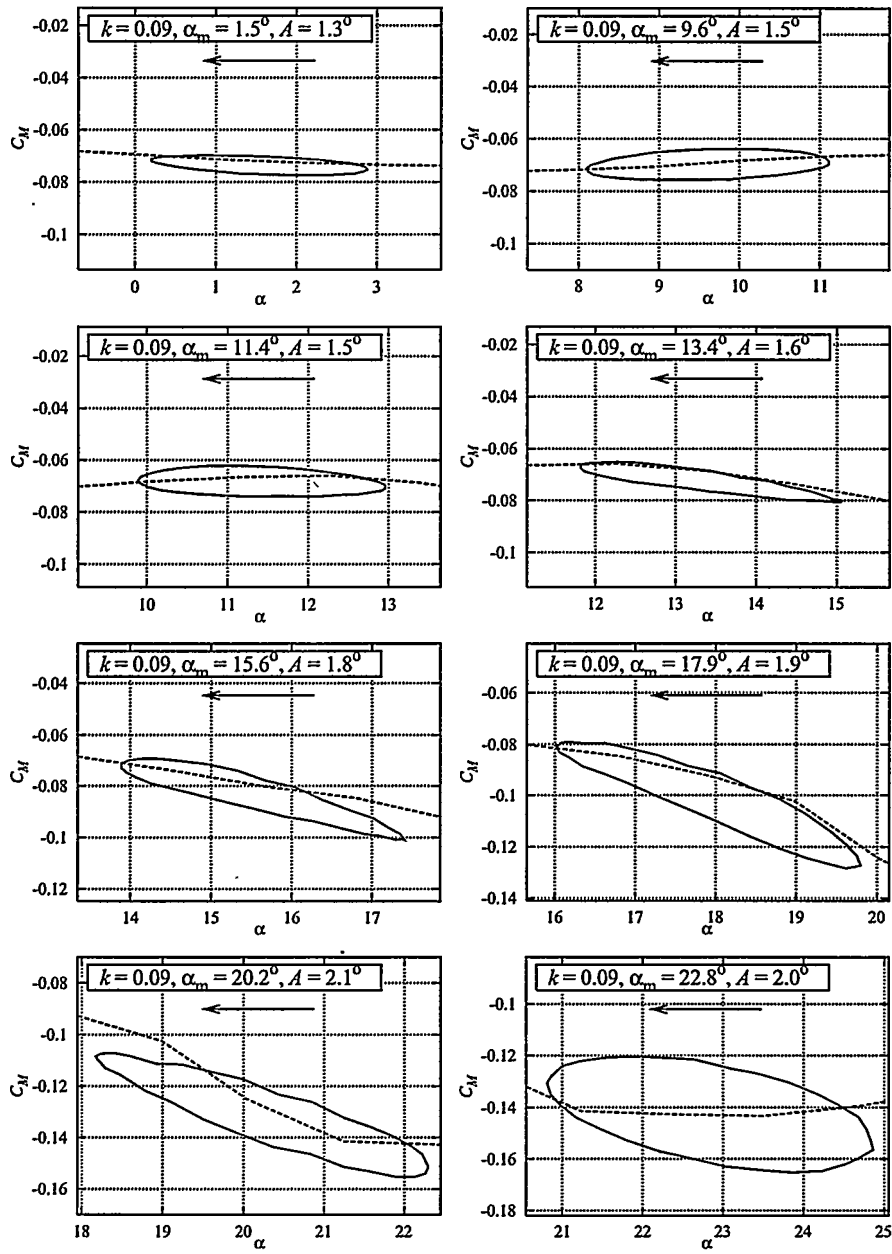 k = 0.09, αm = 1.5°, A = 1.3°
-0.02
-0.04
-0.06
-0.08
-0.1
CM
0 1 2 3
α
k = 0.09, αm = 9.6°, A = 1.5°
-0.02
-0.04
-0.06
-0.08
-0.1
CM
8 9 10 11
α
k = 0.09, αm = 11.4°, A = 1.5°
-0.02
-0.04
-0.06
-0.08
-0.1
CM
10 11 12 13
α
k = 0.09, αm = 13.4°, A = 1.6°
-0.02
-0.04
-0.06
-0.08
-0.1
CM
12 13 14 15
α
k = 0.09, αm = 15.6°, A = 1.8°
-0.04
-0.06
-0.08
-0.1
-0.12
CM
14 15 16 17
α
k = 0.09, αm = 17.9°, A = 1.9°
-0.06
-0.08
-0.1
-0.12
-0.14
CM
16 17 18 19 20
α
k = 0.09, αm = 20.2°, A = 2.1°
-0.08
-0.1
-0.12
-0.14
-0.16
CM
18 19 20 21 22
α
k = 0.09, αm = 22.8°, A = 2.0°
-0.1
-0.12
-0.14
-0.16
-0.18
CM
21 22 23 24 25
α